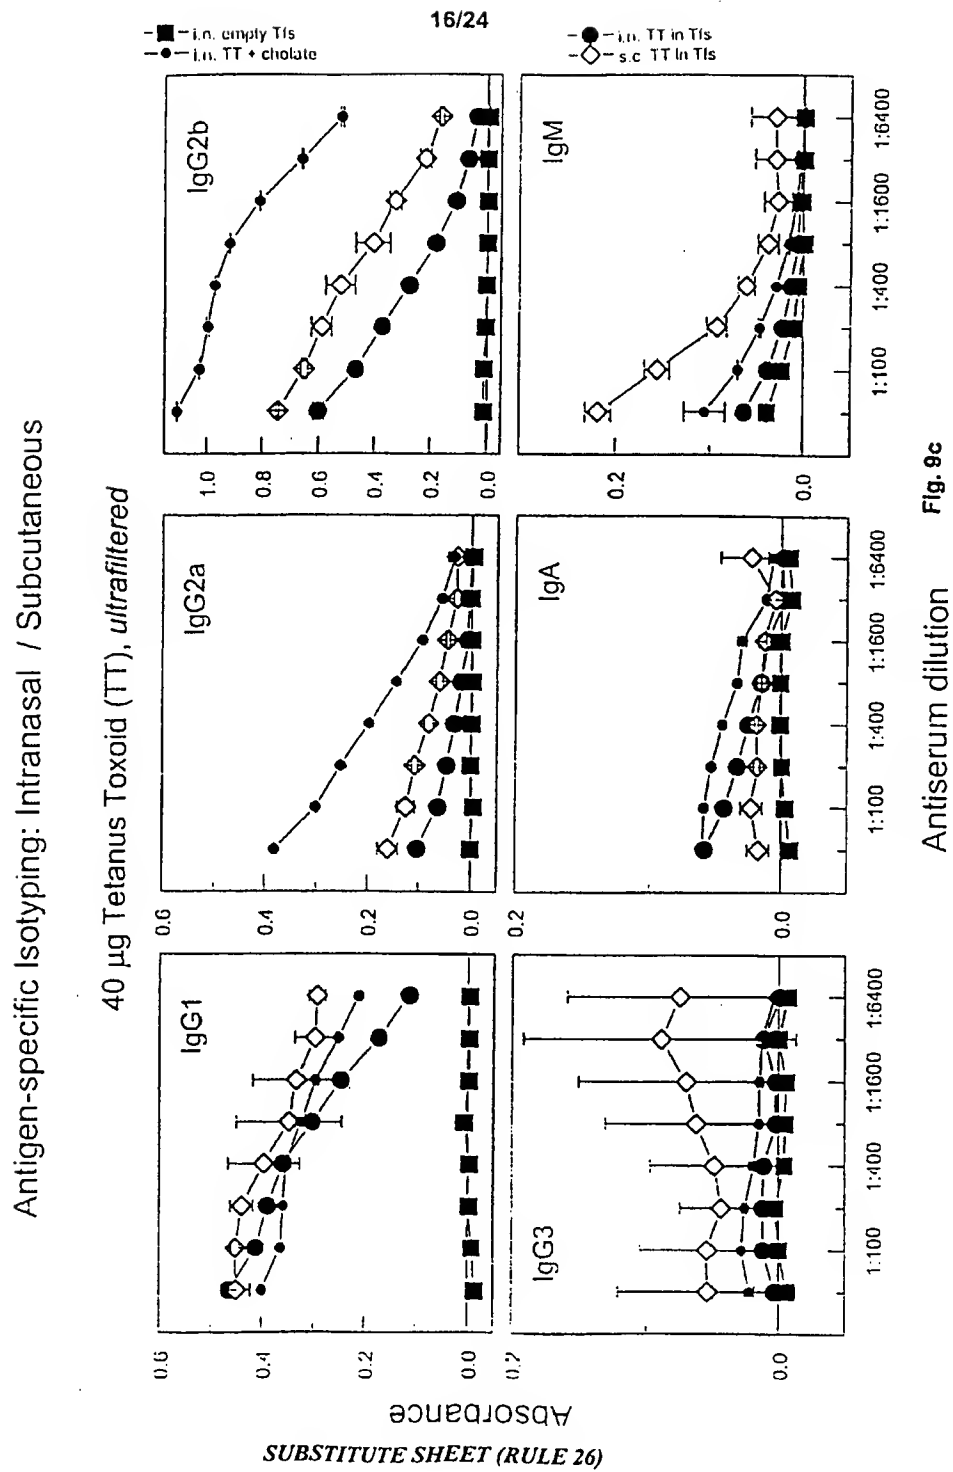 16/24
Antigen-specific Isotyping: Intranasal / Subcutaneous
40 µg Tetanus Toxoid (TT), ultrafiltered
i.n. empty Tfs
i.n. TT + cholate
i.n. TT in Tfs
s.c TT in Tfs
Absorbance
IgG1
0.6
0.4
0.2
0.0
IgG2a
0.6
0.4
0.2
0.0
IgG2b
1.0
0.8
0.6
0.4
0.2
0.0
IgG3
0.2
0.0
1:100
1:400
1:1600
1:6400
IgA
0.2
0.0
1:100
1:400
1:1600
1:6400
IgM
0.2
0.0
1:100
1:400
1:1600
1:6400
Antiserum dilution
Fig. 9c
SUBSTITUTE SHEET (RULE 26)